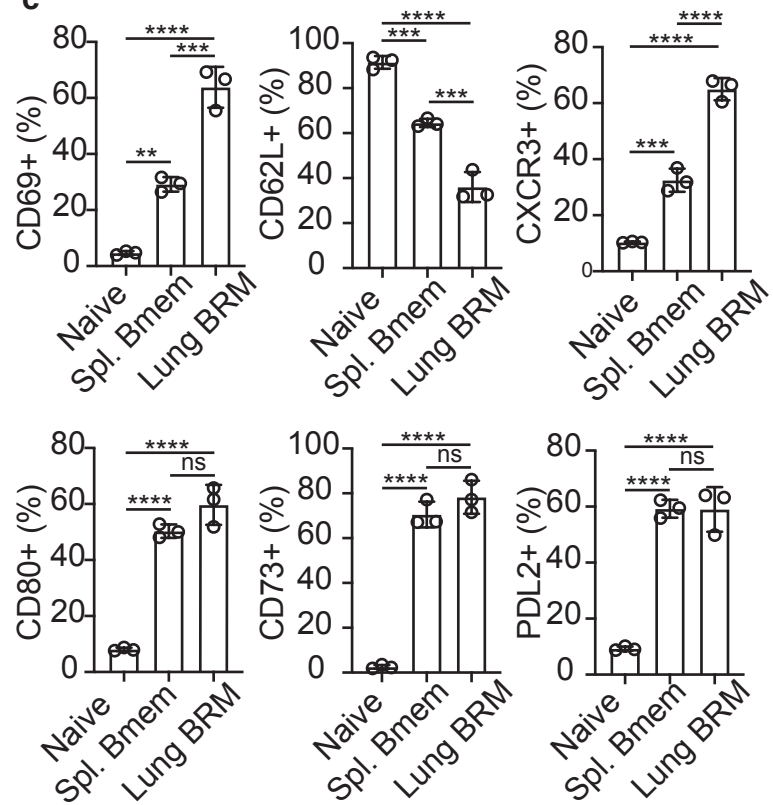 c
****
***
**
80
60
40
20
0
CD69+ (%)
Naive
Spl. Bmem
Lung BRM
****
***
***
100
80
60
40
20
0
CD62L+ (%)
Naive
Spl. Bmem
Lung BRM
****
****
***
80
60
40
20
0
CXCR3+ (%)
Naive
Spl. Bmem
Lung BRM
****
ns
****
80
60
40
20
0
CD80+ (%)
Naive
Spl. Bmem
Lung BRM
****
ns
****
100
80
60
40
20
0
CD73+ (%)
Naive
Spl. Bmem
Lung BRM
****
ns
****
80
60
40
20
0
PDL2+ (%)
Naive
Spl. Bmem
Lung BRM